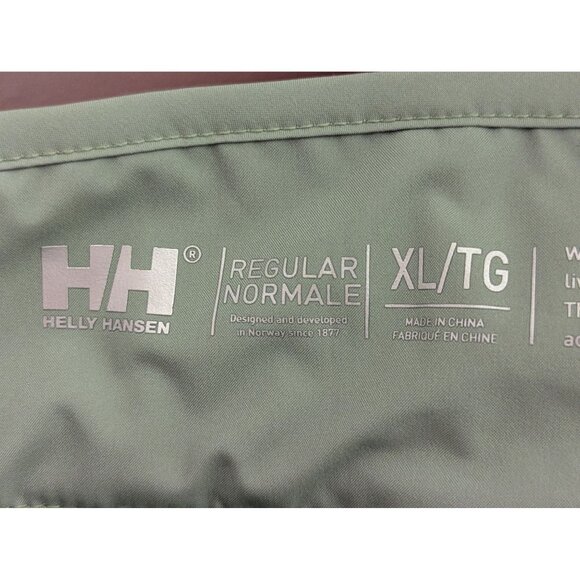 HH®
HELLY HANSEN
REGULAR
NORMALE
Designed and developed
in Norway since 1877
XL/TG
MADE IN CHINA
FABRIQUÉ EN CHINE